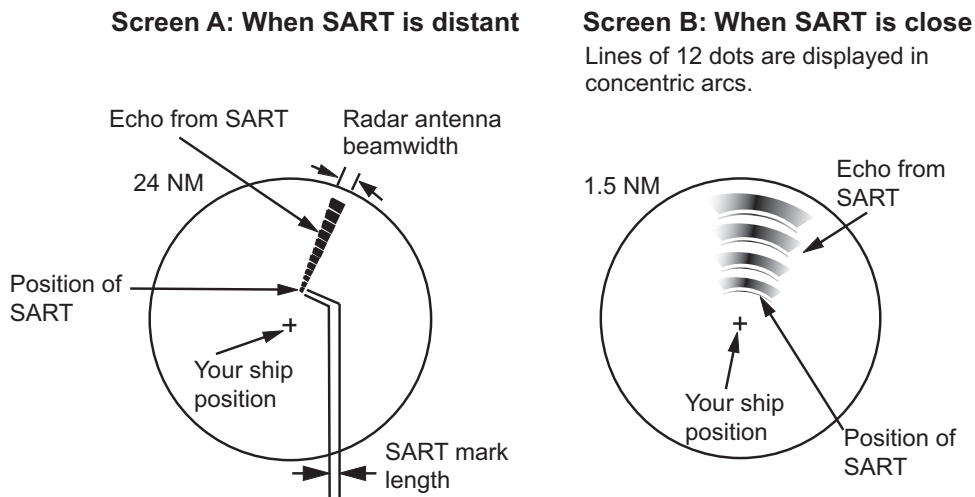 Screen A: When SART is distant
Echo from SART
Radar antenna
beamwidth
24 NM
Position of
SART
Your ship
position
SART mark
length
Screen B: When SART is close
Lines of 12 dots are displayed in
concentric arcs.
1.5 NM
Echo from
SART
Your ship
position
Position of
SART